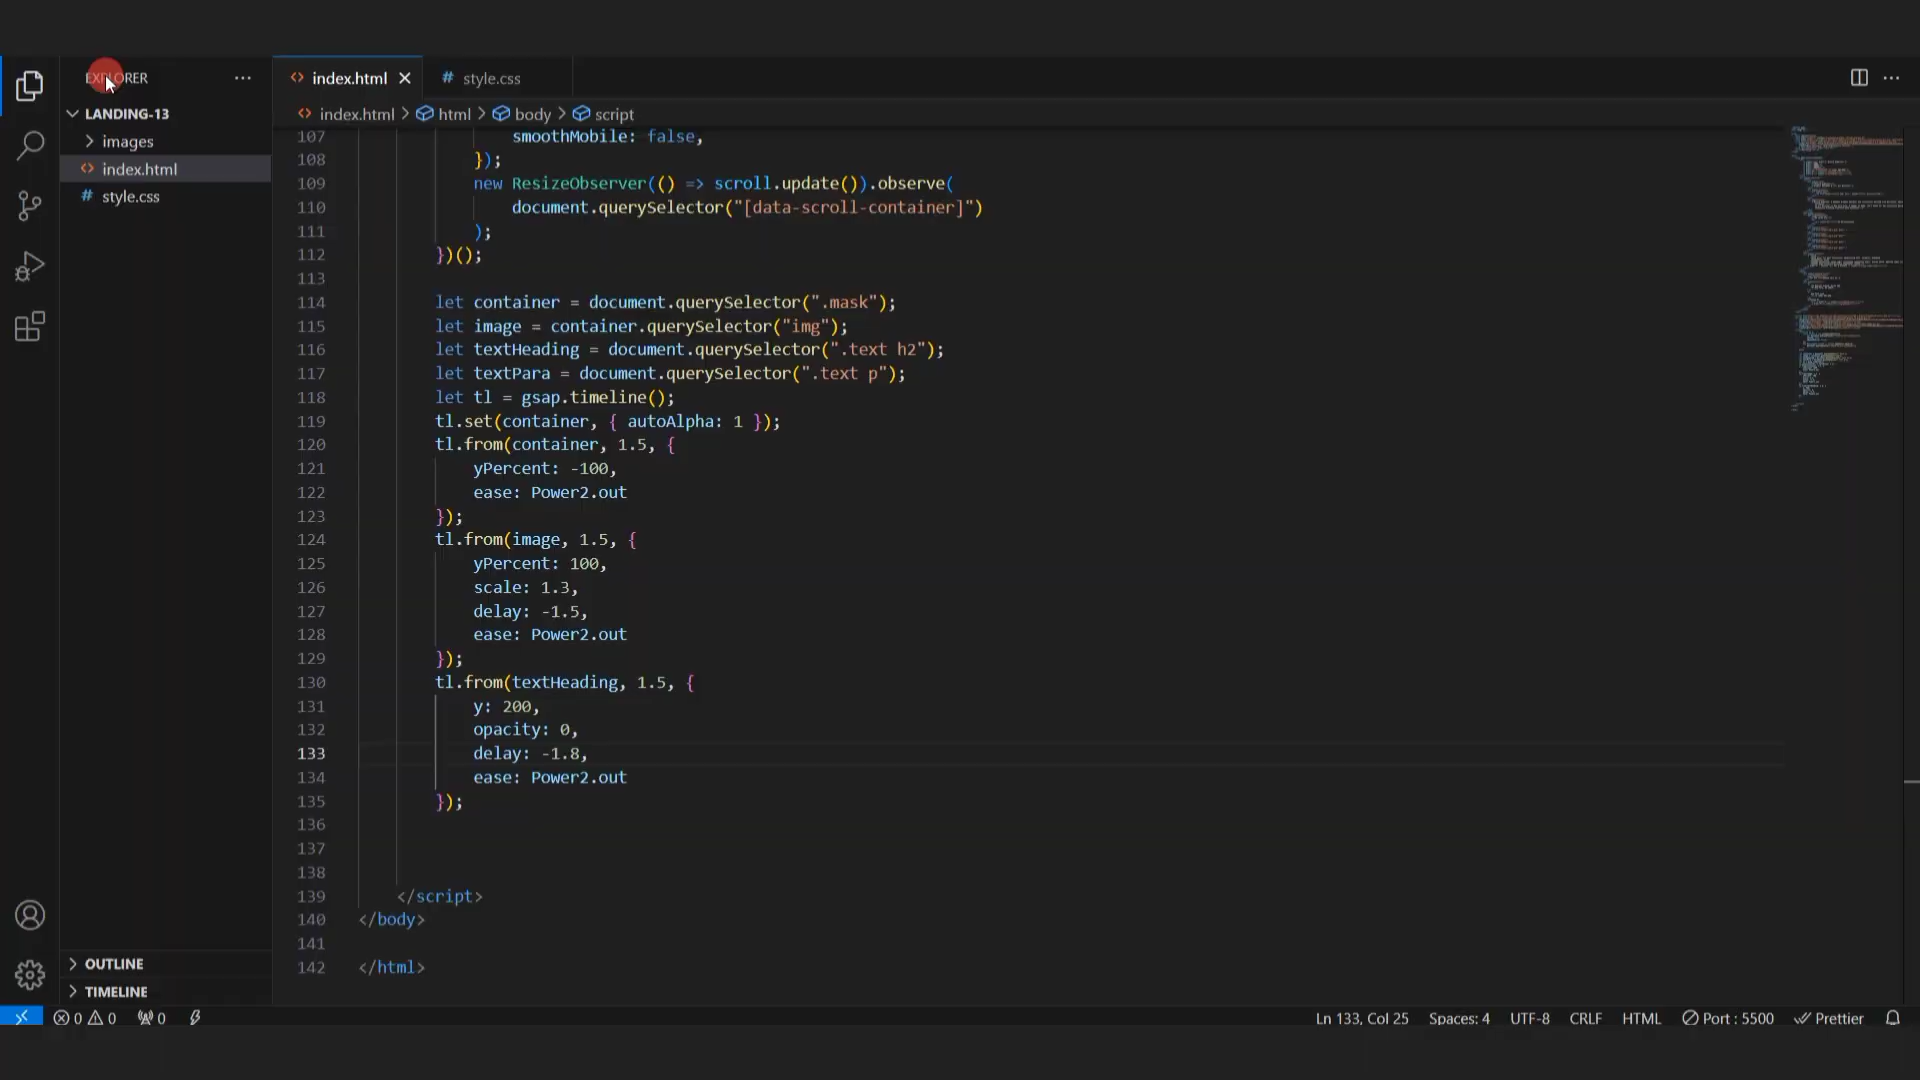 EXPLORER
LANDING-13
images
index.html
style.css
OUTLINE
TIMELINE
index.html
style.css
index.html > html > body > script
107 smoothMobile: false,
108 });
109 new ResizeObserver(() => scroll.update()).observe(
110 document.querySelector("[data-scroll-container]")
111 );
112 })();
113
114 let container = document.querySelector(".mask");
115 let image = container.querySelector("img");
116 let textHeading = document.querySelector(".text h2");
117 let textPara = document.querySelector(".text p");
118 let tl = gsap.timeline();
119 tl.set(container, { autoAlpha: 1 });
120 tl.from(container, 1.5, {
121 yPercent: -100,
122 ease: Power2.out
123 });
124 tl.from(image, 1.5, {
125 yPercent: 100,
126 scale: 1.3,
127 delay: -1.5,
128 ease: Power2.out
129 });
130 tl.from(textHeading, 1.5, {
131 y: 200,
132 opacity: 0,
133 delay: -1.8,
134 ease: Power2.out
135 });
136
137
138
139 </script>
140 </body>
141
142 </html>
0 0 0 Ln 133, Col 25 Spaces: 4 UTF-8 CRLF HTML Port : 5500 Prettier